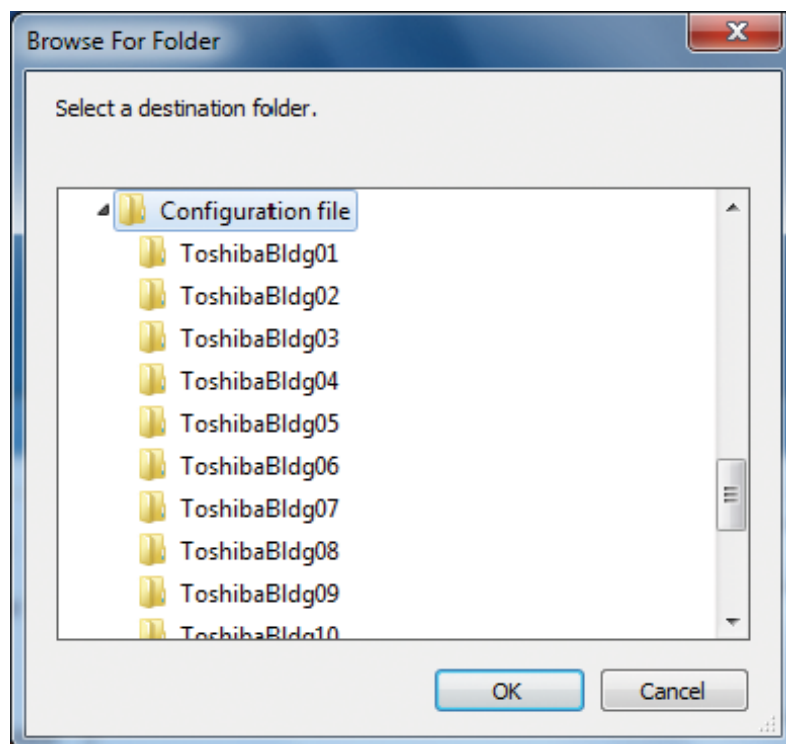 Browse For Folder
Select a destination folder.
Configuration file
ToshibaBldg01
ToshibaBldg02
ToshibaBldg03
ToshibaBldg04
ToshibaBldg05
ToshibaBldg06
ToshibaBldg07
ToshibaBldg08
ToshibaBldg09
ToshibaBldg10
OK Cancel